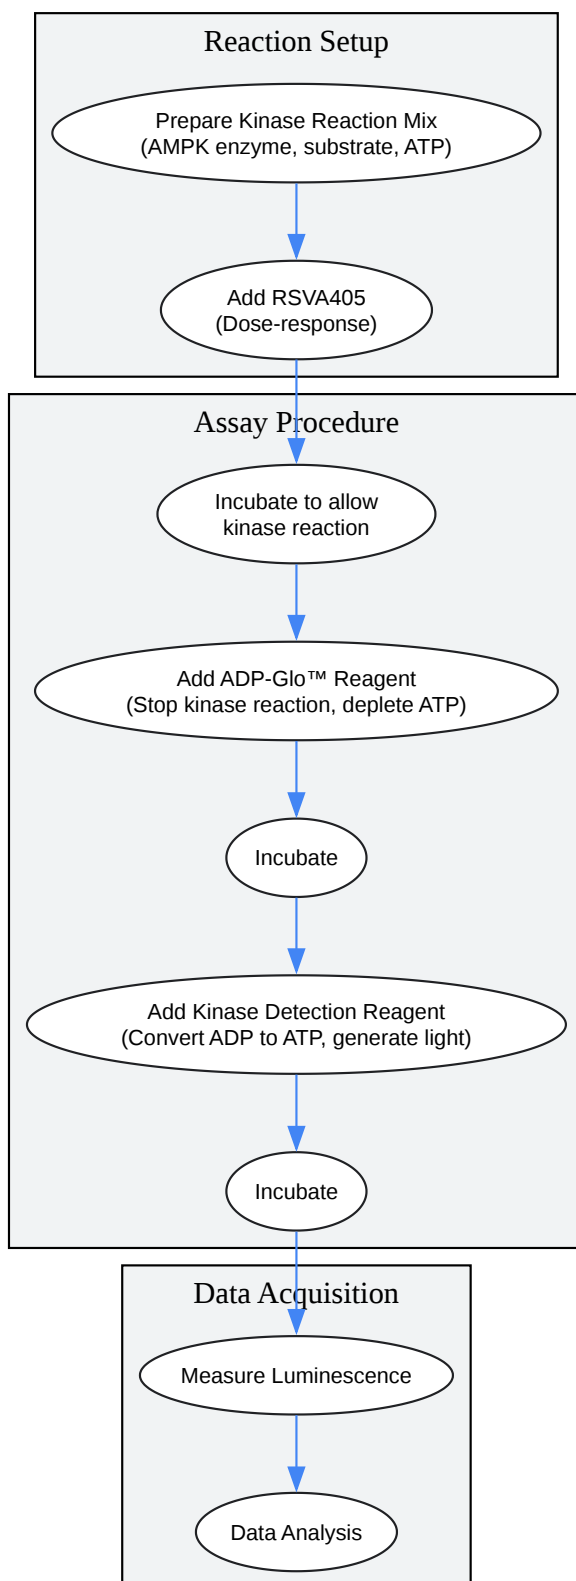 Reaction Setup
Prepare Kinase Reaction Mix
(AMPK enzyme, substrate, ATP)
Add RSVA405
(Dose-response)
Assay Procedure
Incubate to allow
kinase reaction
Add ADP-Glo™ Reagent
(Stop kinase reaction, deplete ATP)
Incubate
Add Kinase Detection Reagent
(Convert ADP to ATP, generate light)
Incubate
Data Acquisition
Measure Luminescence
Data Analysis